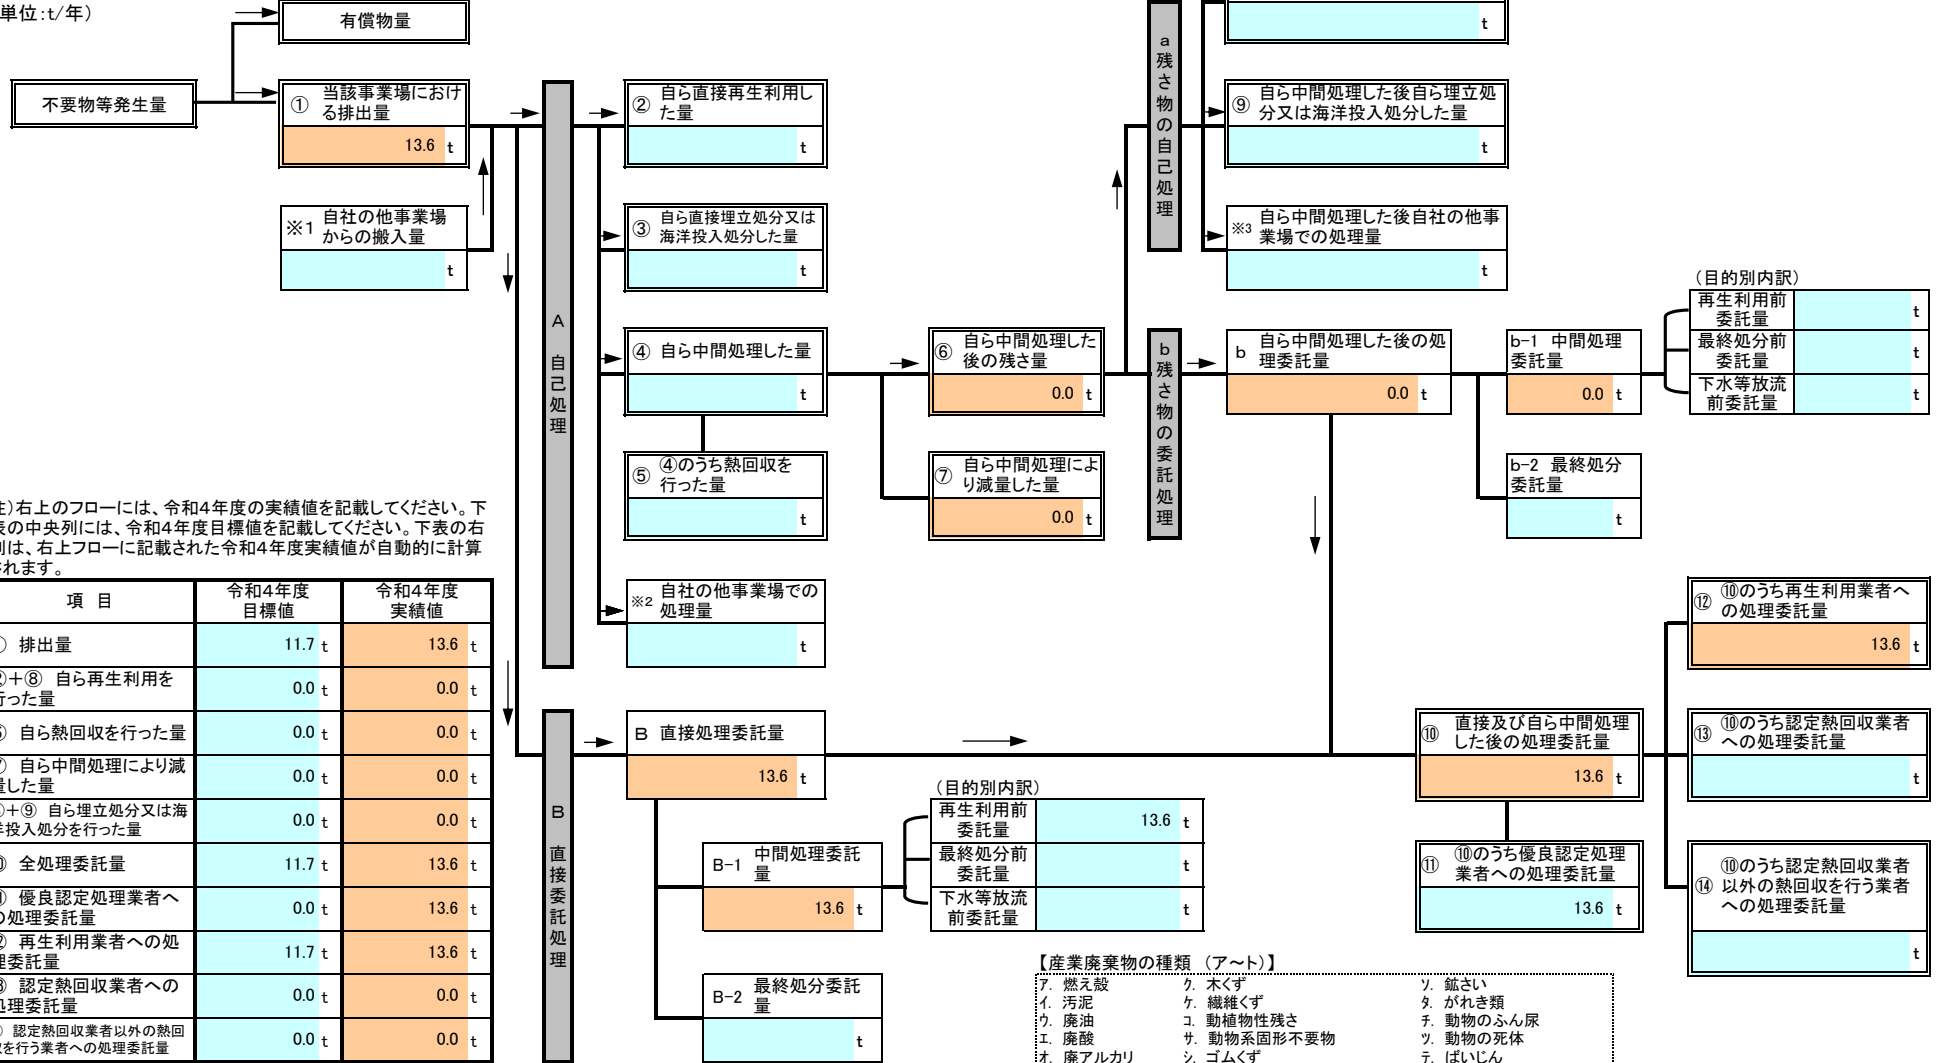 単位:t/年）
有償物量
t
不要物等発生量
① 当該事業場におけ
る排出量
13.6 t
② 自ら直接再生利用し
た量
t
⑨ 自ら中間処理した後自ら埋立処
分又は海洋投入処分した量
t
a 残さ物の自己処理
※1 自社の他事業場
からの搬入量
t
③ 自ら直接埋立処分又は
海洋投入処分した量
t
※3 自ら中間処理した後自社の他事
業場での処理量
t
A 自己処理
④ 自ら中間処理した量
t
⑥ 自ら中間処理した
後の残さ量
0.0 t
b 残さ物の委託処理
b 自ら中間処理した後の処
理委託量
0.0 t
b-1 中間処理
委託量
0.0 t
（目的別内訳）
再生利用前
委託量
t
最終処分前
委託量
t
下水等放流
前委託量
t
⑤ ④のうち熱回収を
行った量
t
⑦ 自ら中間処理によ
り減量した量
0.0 t
b-2 最終処分
委託量
t
）右上のフローには、令和４年度の実績値を記載してください。下
表の中央列には、令和４年度目標値を記載してください。下表の右
列は、右上フローに記載された令和４年度実績値が自動的に計算
されます。
項 目
令和４年度
目標値
令和４年度
実績値
排出量 11.7 t 13.6 t
②+⑧ 自ら再生利用を
行った量 0.0 t 0.0 t
自ら熱回収を行った量 0.0 t 0.0 t
自ら中間処理により減
量した量 0.0 t 0.0 t
+⑨ 自ら埋立処分又は海
洋投入処分を行った量 0.0 t 0.0 t
全処理委託量 11.7 t 13.6 t
優良認定処理業者へ
の処理委託量 0.0 t 13.6 t
再生利用業者への処
理委託量 11.7 t 13.6 t
認定熱回収業者への
処理委託量 0.0 t 0.0 t
認定熱回収業者以外の熱回
収を行う業者への処理委託量 0.0 t 0.0 t
※2 自社の他事業場での
処理量
t
B 直接委託処理
B 直接処理委託量
13.6 t
（目的別内訳）
再生利用前
委託量
13.6 t
最終処分前
委託量
t
下水等放流
前委託量
t
B-1 中間処理委託
量
13.6 t
B-2 最終処分委託
量
t
⑩ 直接及び自ら中間処理
した後の処理委託量
13.6 t
⑪ ⑩のうち優良認定処理
業者への処理委託量
13.6 t
⑫ ⑩のうち再生利用業者へ
の処理委託量
13.6 t
⑬ ⑩のうち認定熱回収業者
への処理委託量
t
⑭ ⑩のうち認定熱回収業者
以外の熱回収を行う業者
への処理委託量
t
【産業廃棄物の種類 （ア～ト）】
ア. 燃え殻 ク. 木くず ソ. 鉱さい
イ. 汚泥 ケ. 繊維くず タ. がれき類
ウ. 廃油 コ. 動植物性残さ チ. 動物のふん尿
エ. 廃酸 サ. 動物系固形不要物 ツ. 動物の死体
オ. 廃アルカリ シ. ゴムくず テ. ばいじん